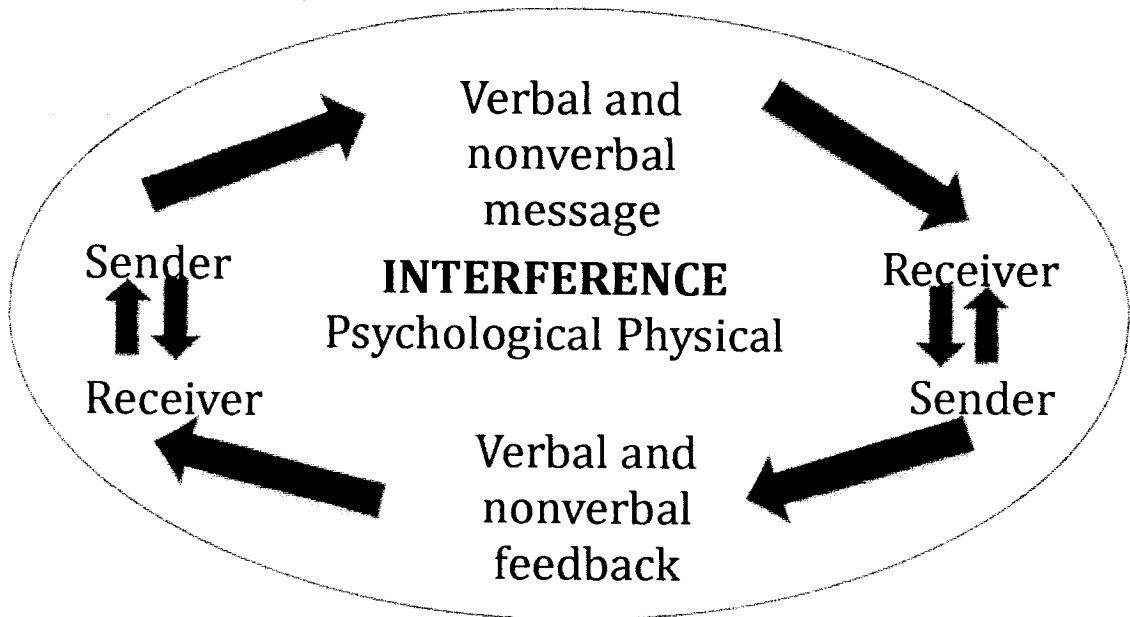 Verbal and
nonverbal
message
Sender
Receiver
INTERFERENCE
Psychological Physical
Receiver
Sender
Verbal and
nonverbal
feedback